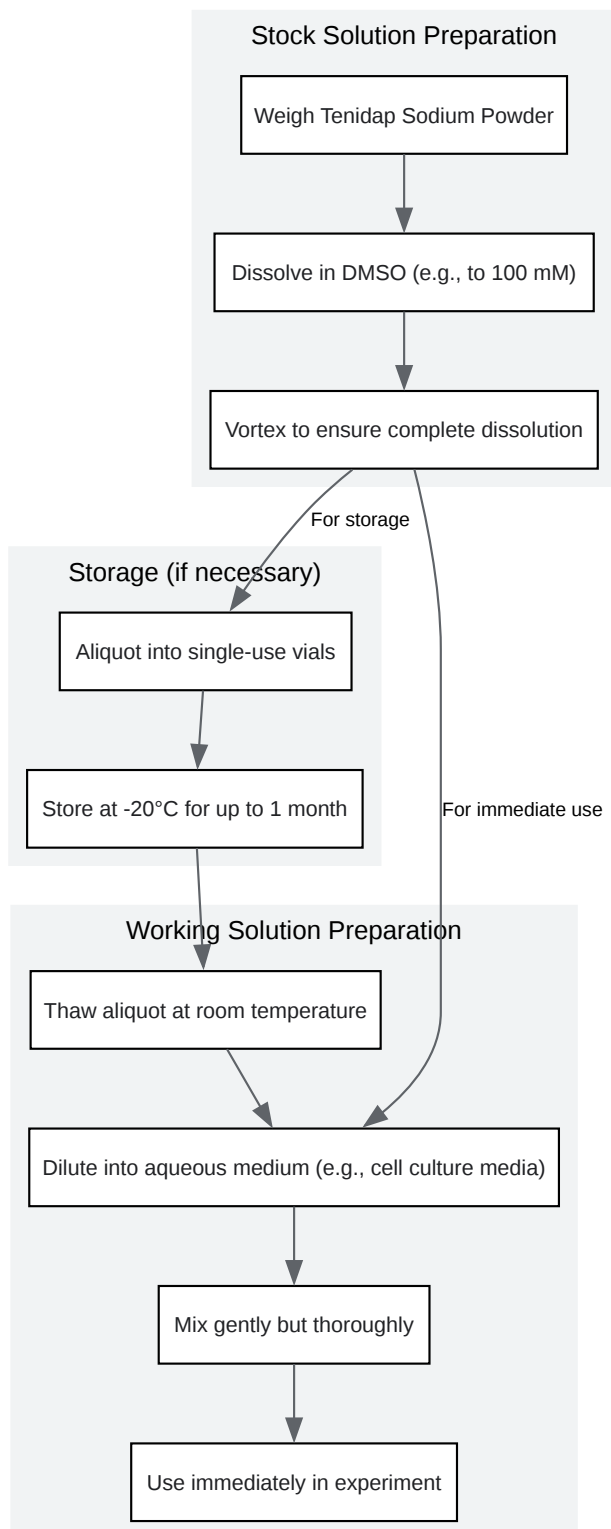 Stock Solution Preparation
Weigh Tenidap Sodium Powder
Dissolve in DMSO (e.g., to 100 mM)
Vortex to ensure complete dissolution
For storage
Storage (if necessary)
Aliquot into single-use vials
Store at -20°C for up to 1 month
For immediate use
Working Solution Preparation
Thaw aliquot at room temperature
Dilute into aqueous medium (e.g., cell culture media)
Mix gently but thoroughly
Use immediately in experiment